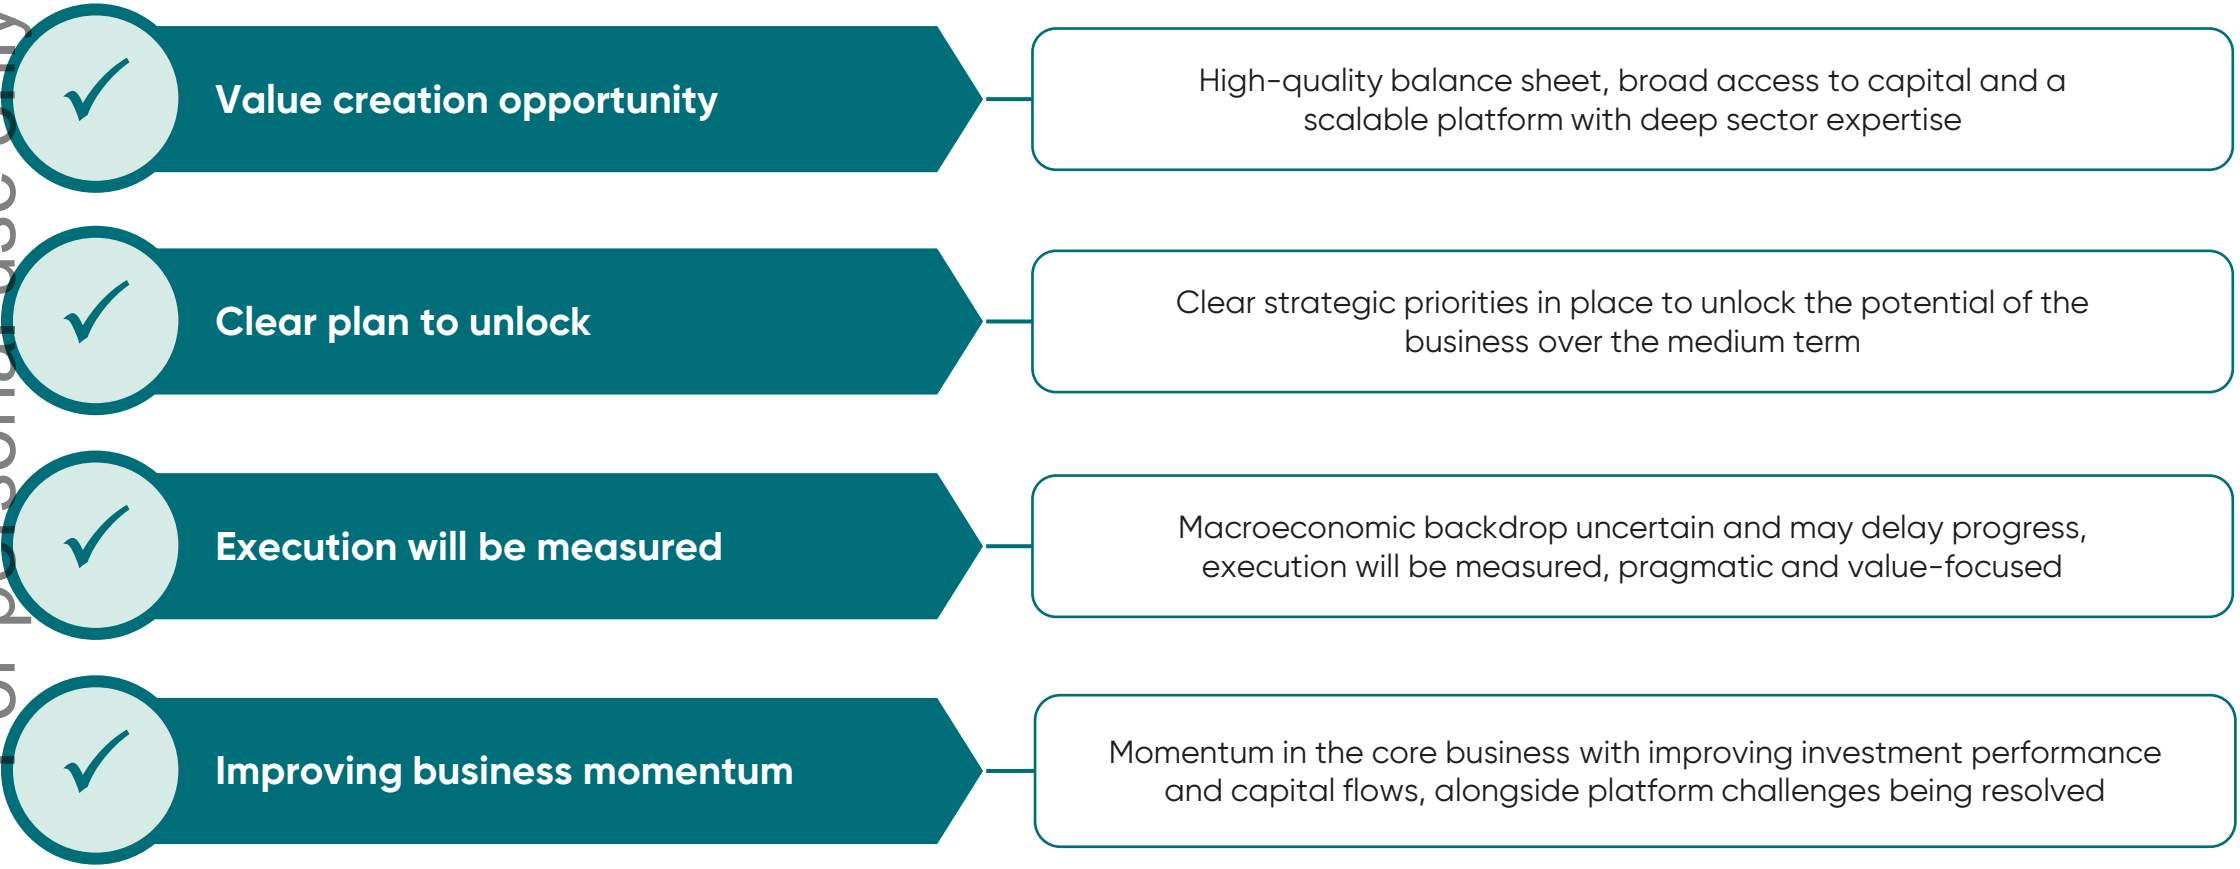 For personal use only
Value creation opportunity
High-quality balance sheet, broad access to capital and a
scalable platform with deep sector expertise
Clear plan to unlock
Clear strategic priorities in place to unlock the potential of the
business over the medium term
Execution will be measured
Macroeconomic backdrop uncertain and may delay progress,
execution will be measured, pragmatic and value-focused
Improving business momentum
Momentum in the core business with improving investment performance
and capital flows, alongside platform challenges being resolved